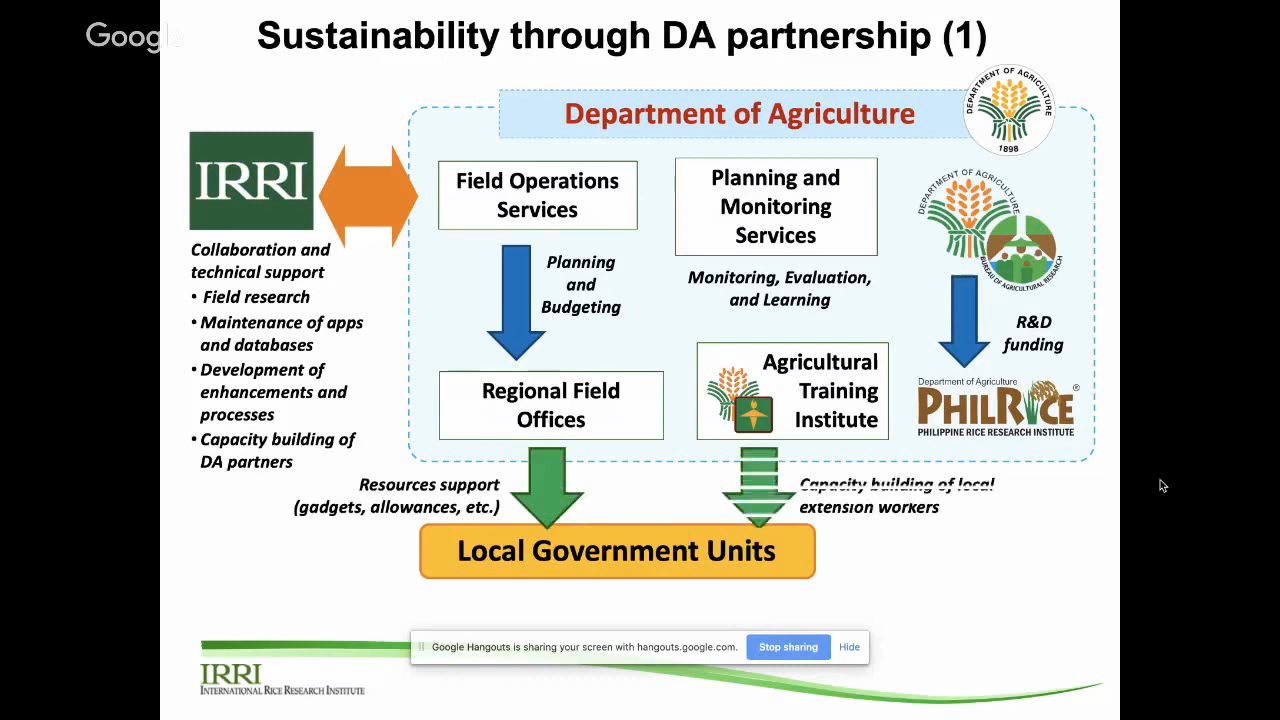 Google
Sustainability through DA partnership (1)
Department of Agriculture
DEPARTMENT OF AGRICULTURE
1898
IRRI
Collaboration and
technical support
• Field research
• Maintenance of apps
and databases
• Development of
enhancements and
processes
• Capacity building of
DA partners
Field Operations
Services
Planning
and
Budgeting
Regional Field
Offices
Resources support
(gadgets, allowances, etc.)
Planning and
Monitoring
Services
Monitoring, Evaluation,
and Learning
Agricultural
Training
Institute
Capacity building of local
extension workers
DEPARTMENT OF AGRICULTURE
BUREAU OF AGRICULTURAL RESEARCH
R&D
funding
Department of Agriculture
PHILRICE ®
PHILIPPINE RICE RESEARCH INSTITUTE
Local Government Units
Google Hangouts is sharing your screen with hangouts.google.com.
Stop sharing
Hide
IRRI
INTERNATIONAL RICE RESEARCH INSTITUTE